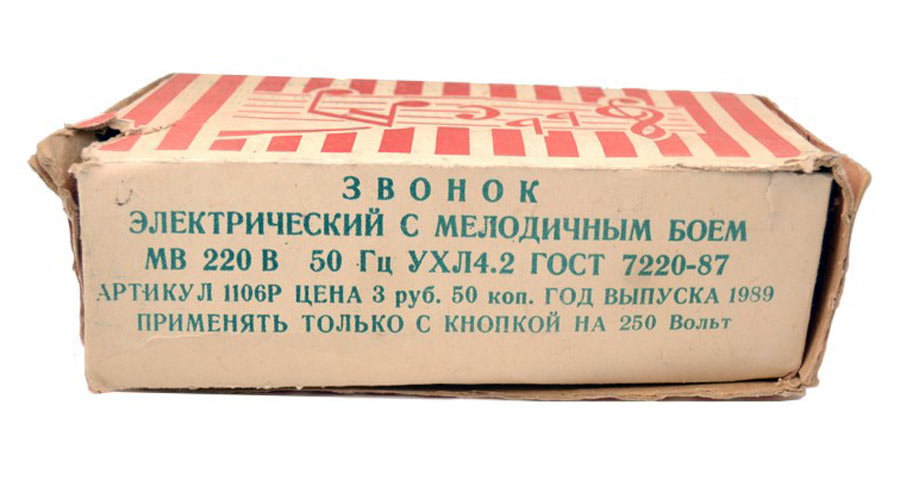 ЗВОНОК
ЭЛЕКТРИЧЕСКИЙ С МЕЛОДИЧНЫМ БОЕМ
МВ 220 В 50 Гц УХЛ4.2 ГОСТ 7220-87
АРТИКУЛ 1106Р ЦЕНА 3 руб. 50 коп. ГОД ВЫПУСКА 1989
ПРИМЕНЯТЬ ТОЛЬКО С КНОПКОЙ НА 250 Вольт